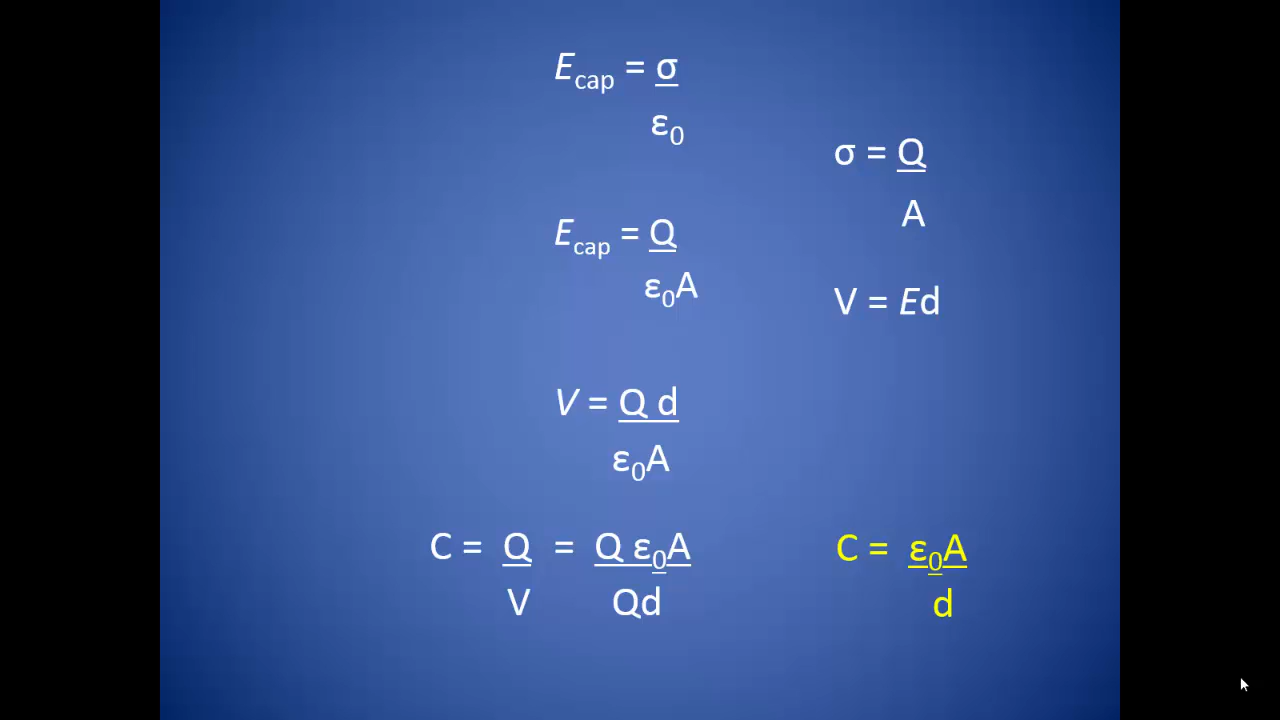 E_cap = σ
ε₀
σ = Q
A
E_cap = Q
ε₀A
V = Ed
V = Q d
ε₀A
C = Q = Q ε₀A
V Qd
C = ε₀A
d